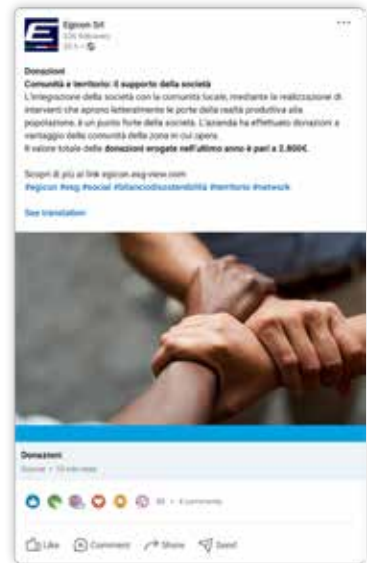 Egicon Srl
followers
Donazioni
Comunità e territorio: il supporto della società
L'integrazione della società con la comunità locale, mediante la realizzazione di
interventi che aprono letteralmente le porte della realtà produttiva alla
popolazione, è un punto forte della società. L'azienda ha effettuato donazioni a
vantaggio della comunità della zona in cui opera.
Il valore totale delle donazioni erogate nell'ultimo anno è pari a 2.800€.
Scopri di più al link egicon.esg-view.com
#egicon #esg #social #bilanciodisostenibilità #territorio #network
See translation
Donazioni
Like Comment Share Send